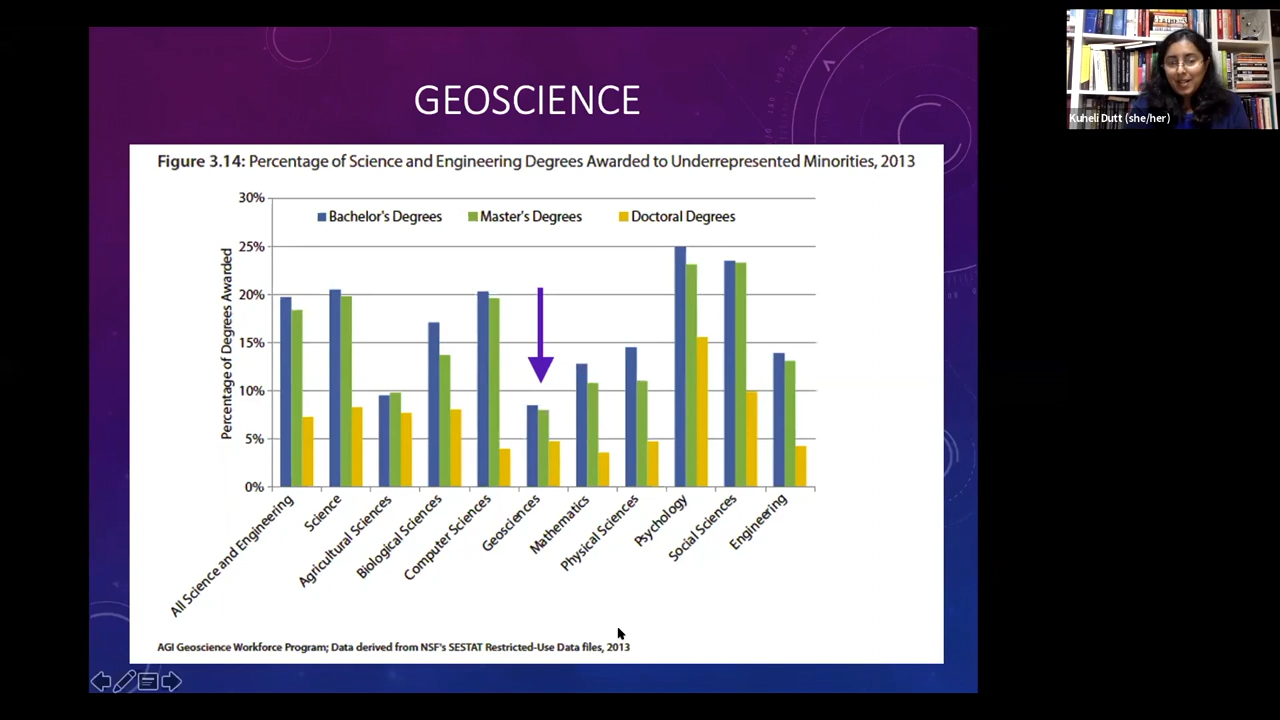 GEOSCIENCE
Kuheli Dutt (she/her)
Figure 3.14: Percentage of Science and Engineering Degrees Awarded to Underrepresented Minorities, 2013
30%
Bachelor's Degrees Master's Degrees Doctoral Degrees
25%
20%
15%
10%
5%
0%
Percentage of Degrees Awarded
All Science and Engineering
Science
Agricultural Sciences
Biological Sciences
Computer Sciences
Geosciences
Mathematics
Physical Sciences
Psychology
Social Sciences
Engineering
AGI Geoscience Workforce Program; Data derived from NSF's SESTAT Restricted-Use Data files, 2013